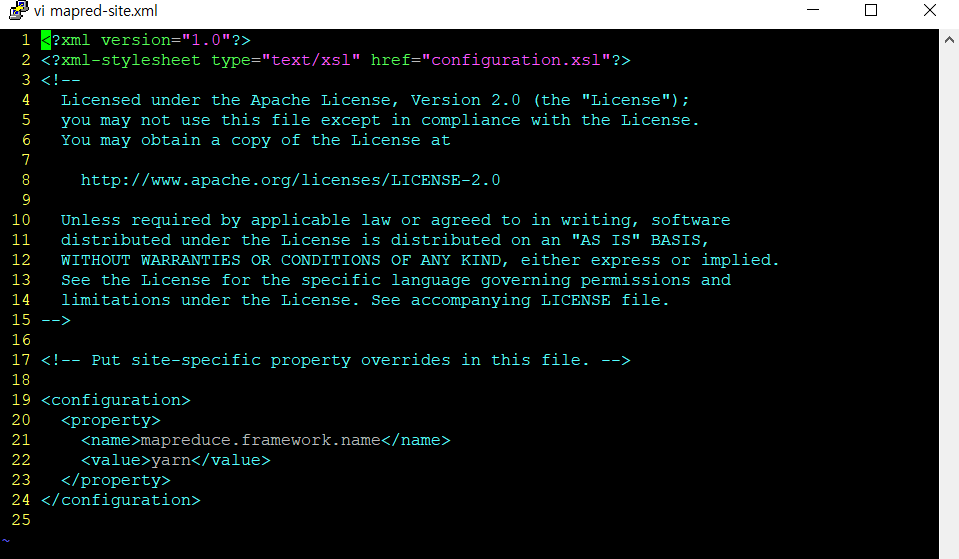 vi mapred-site.xml
1 <?xml version="1.0"?>
2 <?xml-stylesheet type="text/xsl" href="configuration.xsl"?>
3 <!--
4   Licensed under the Apache License, Version 2.0 (the "License");
5   you may not use this file except in compliance with the License.
6   You may obtain a copy of the License at
7
8     http://www.apache.org/licenses/LICENSE-2.0
9
10   Unless required by applicable law or agreed to in writing, software
11   distributed under the License is distributed on an "AS IS" BASIS,
12   WITHOUT WARRANTIES OR CONDITIONS OF ANY KIND, either express or implied.
13   See the License for the specific language governing permissions and
14   limitations under the License. See accompanying LICENSE file.
15 -->
16
17 <!-- Put site-specific property overrides in this file. -->
18
19 <configuration>
20   <property>
21     <name>mapreduce.framework.name</name>
22     <value>yarn</value>
23   </property>
24 </configuration>
25
~